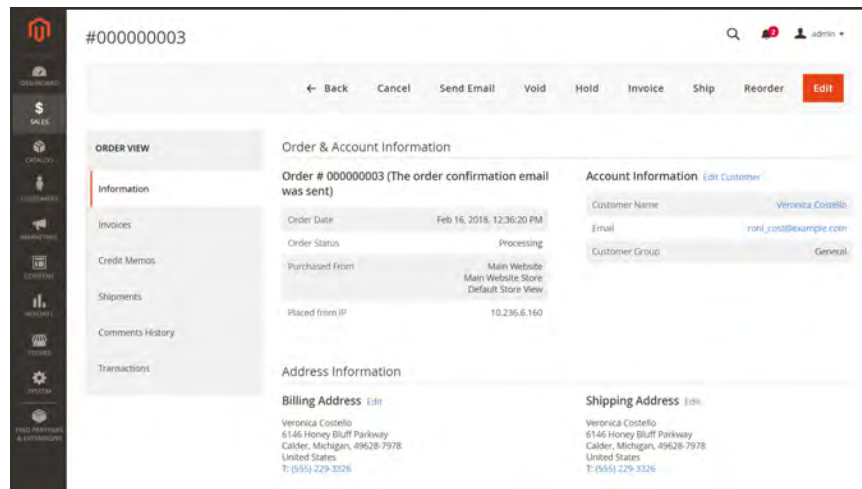 #000000003
2
admin
DASHBOARD
SALES
CATALOG
CUSTOMERS
MARKETING
CONTENT
REPORTS
STORES
SYSTEM
FIND PARTNERS
& EXTENSIONS
← Back Cancel Send Email Void Hold Invoice Ship Reorder Edit
ORDER VIEW
Information
Invoices
Credit Memos
Shipments
Comments History
Transactions
Order & Account Information
Order # 000000003 (The order confirmation email
was sent)
Order Date Feb 16, 2018, 12:36:20 PM
Order Status Processing
Purchased From Main Website
Main Website Store
Default Store View
Placed from IP 10.236.6.160
Account Information Edit Customer
Customer Name Veronica Costello
Email roni_cost@example.com
Customer Group General
Address Information
Billing Address Edit
Veronica Costello
6146 Honey Bluff Parkway
Calder, Michigan, 49628-7978
United States
T: (555) 229-3326
Shipping Address Edit
Veronica Costello
6146 Honey Bluff Parkway
Calder, Michigan, 49628-7978
United States
T: (555) 229-3326